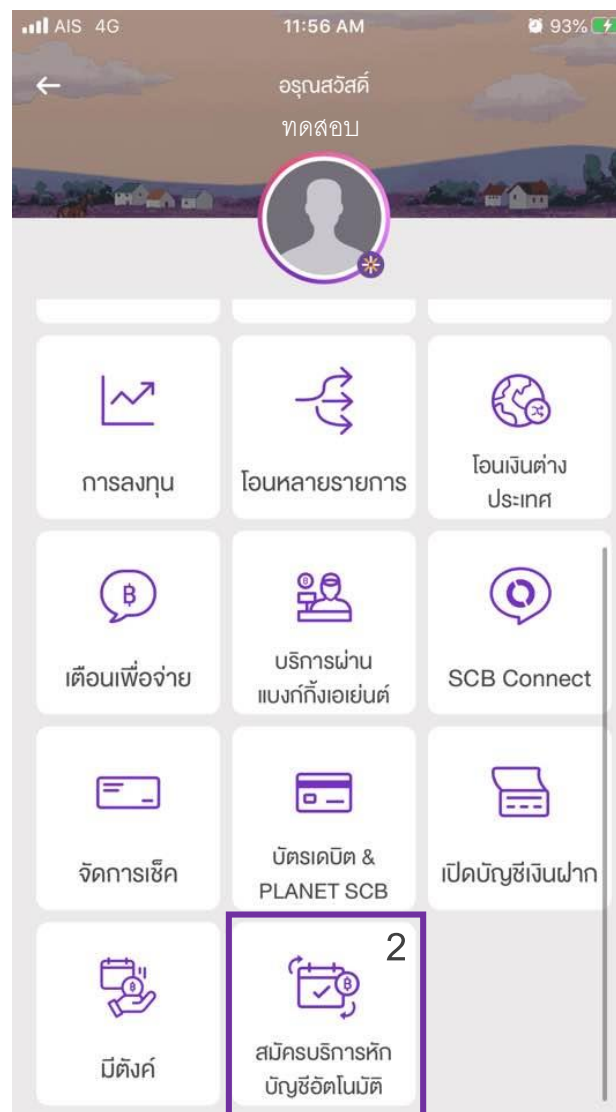 AIS 4G 11:56 AM 93%
อรุณสวัสดิ์
ทดสอบ
การลงทุน
โอนหลายรายการ
โอนเงินต่าง
ประเทศ
เตือนเพื่อจ่าย
บริการผ่าน
แบงก์กิ้งเอเย่นต์
SCB Connect
จัดการเช็ค
บัตรเดบิต &
PLANET SCB
เปิดบัญชีเงินฝาก
มีตังค์
2
สมัครบริการหัก
บัญชีอัตโนมัติ